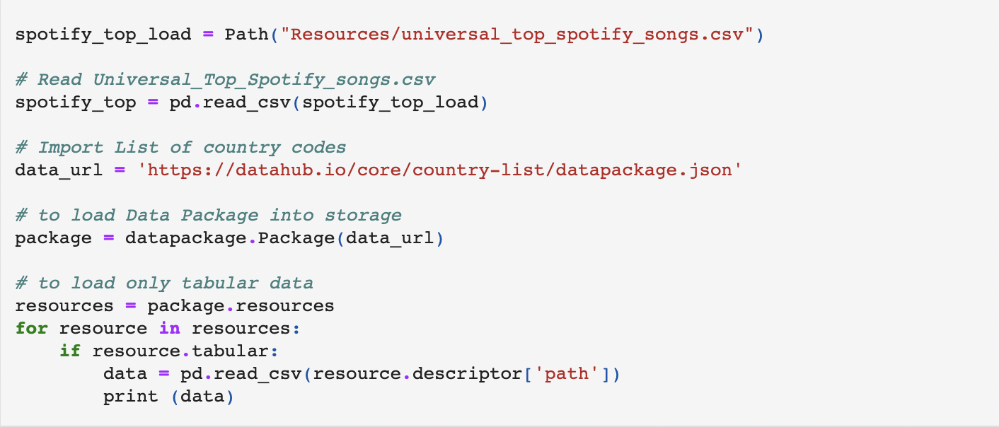 spotify_top_load = Path("Resources/universal_top_spotify_songs.csv")
# Read Universal_Top_Spotify_songs.csv
spotify_top = pd.read_csv(spotify_top_load)
# Import List of country codes
data_url = 'https://datahub.io/core/country-list/datapackage.json'
# to load Data Package into storage
package = datapackage.Package(data_url)
# to load only tabular data
resources = package.resources
for resource in resources:
    if resource.tabular:
        data = pd.read_csv(resource.descriptor['path'])
        print (data)